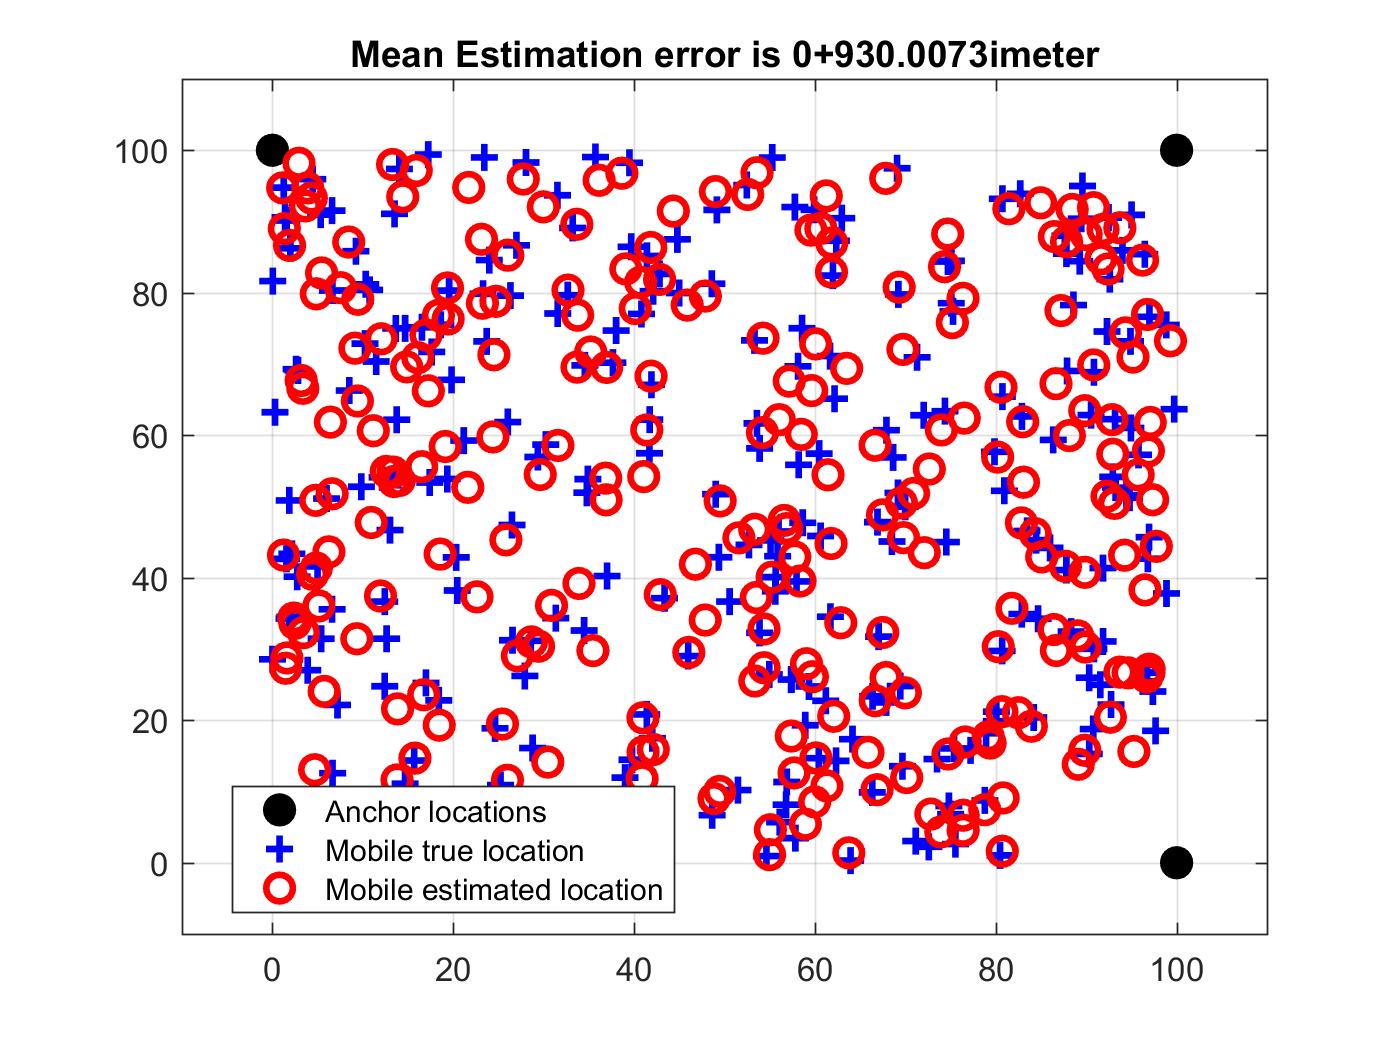 Mean Estimation error is 0+930.0073imeter
100
80
60
40
20
0
Anchor locations
Mobile true location
Mobile estimated location
0 20 40 60 80 100